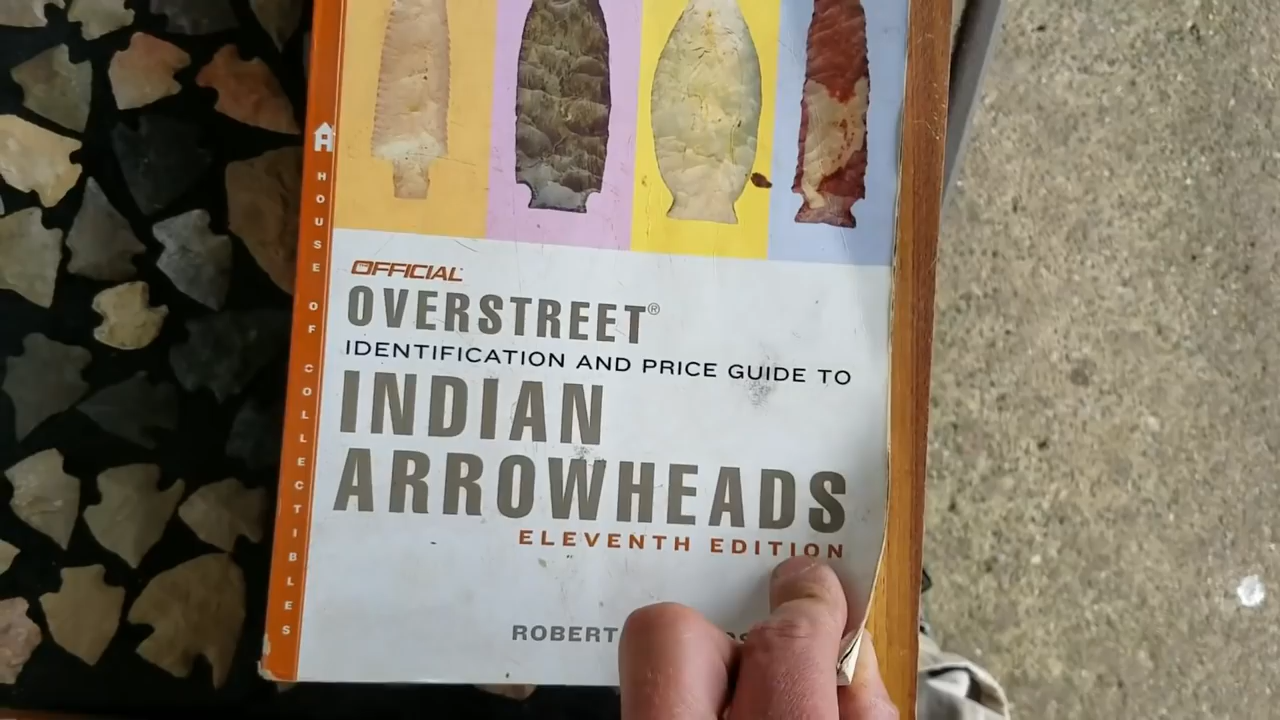 A HOUSE OF COLLECTIBLES
OFFICIAL
OVERSTREET®
IDENTIFICATION AND PRICE GUIDE TO
INDIAN
ARROWHEADS
ELEVENTH EDITION
ROBERT